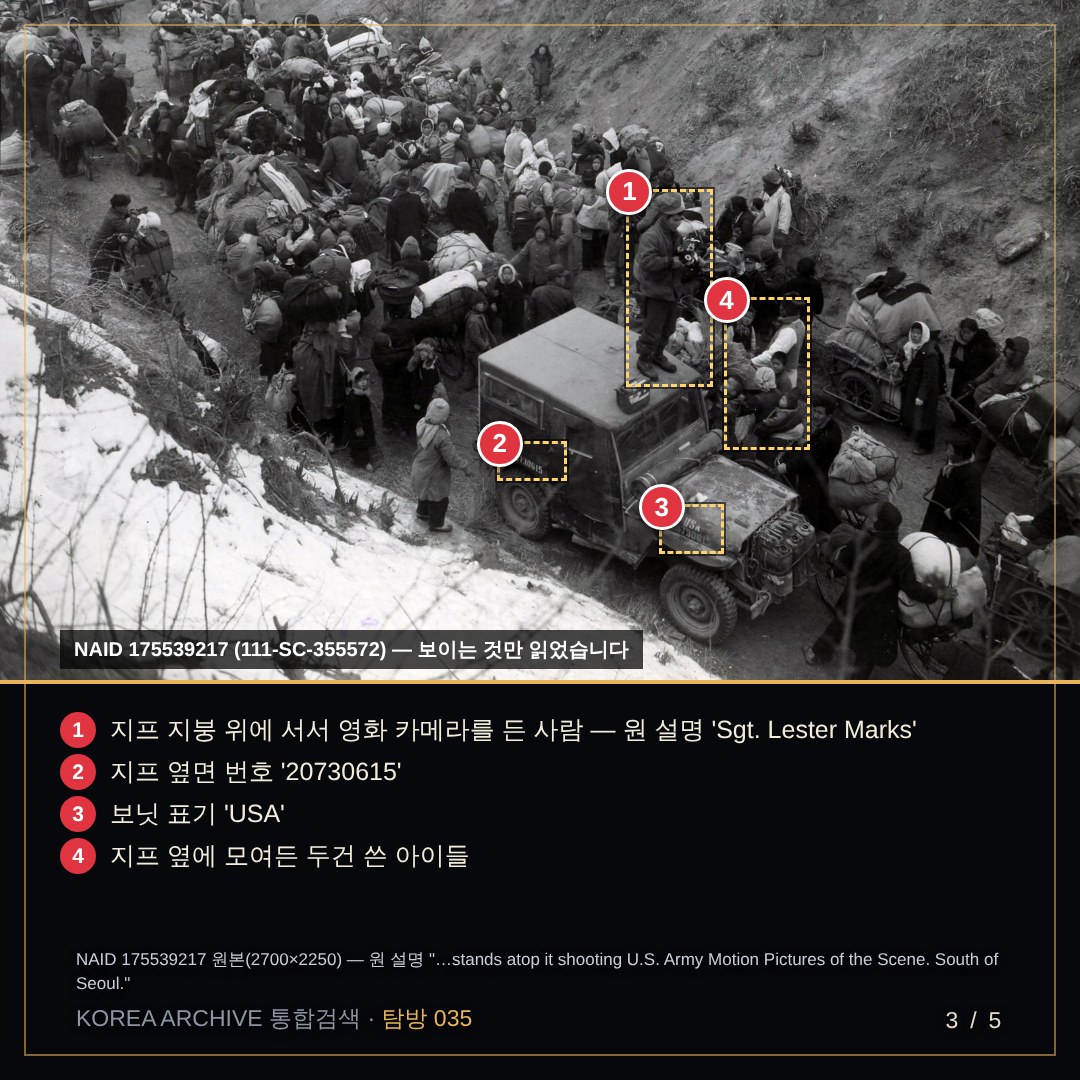 1
4
2
3
NAID 175539217 (111-SC-355572) — 보이는 것만 읽었습니다
1 지프 지붕 위에 서서 영화 카메라를 든 사람 — 원 설명 'Sgt. Lester Marks'
2 지프 옆면 번호 '20730615'
3 보닛 표기 'USA'
4 지프 옆에 모여든 두건 쓴 아이들
NAID 175539217 원본(2700×2250) — 원 설명 "…stands atop it shooting U.S. Army Motion Pictures of the Scene. South of
Seoul."
KOREA ARCHIVE 통합검색 · 탐방 035
3 / 5
USA